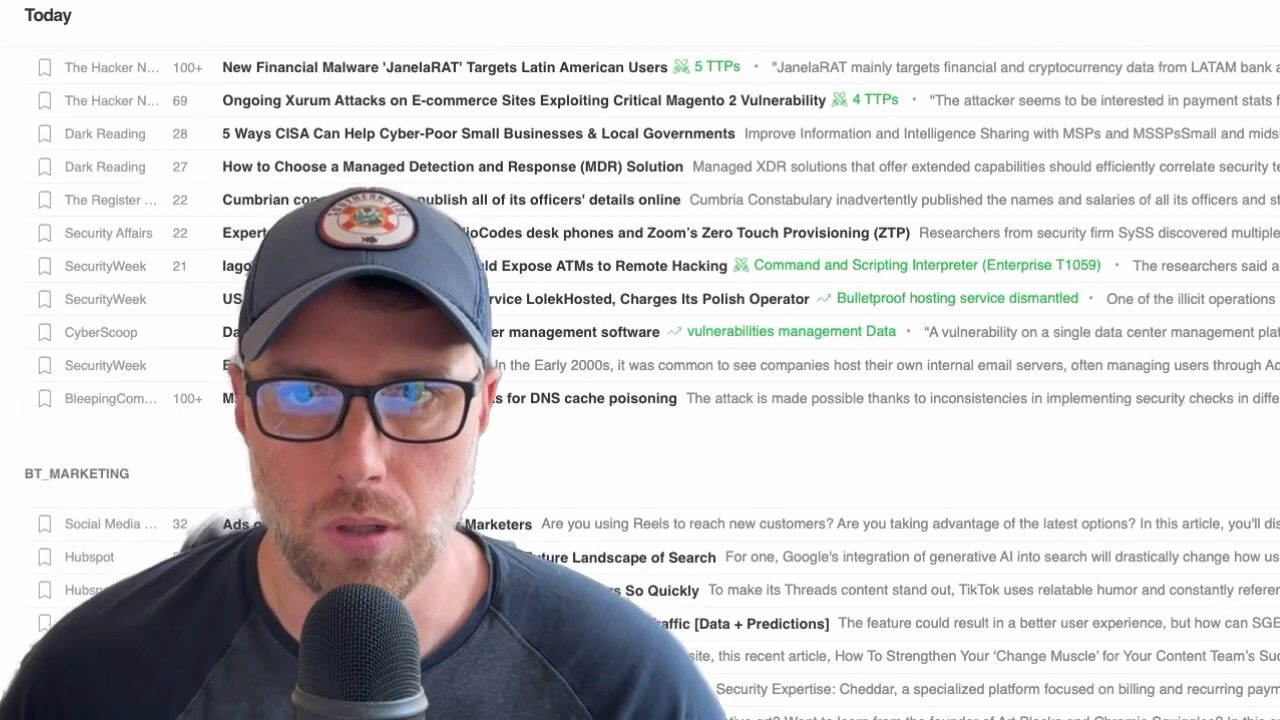 Today
The Hacker N... 100+ New Financial Malware 'JanelaRAT' Targets Latin American Users 5 TTPs • "JanelaRAT mainly targets financial and cryptocurrency data from LATAM bank a
The Hacker N... 69 Ongoing Xurum Attacks on E-commerce Sites Exploiting Critical Magento 2 Vulnerability 4 TTPs • "The attacker seems to be interested in payment stats f
Dark Reading 28 5 Ways CISA Can Help Cyber-Poor Small Businesses & Local Governments Improve Information and Intelligence Sharing with MSPs and MSSPsSmall and mids
Dark Reading 27 How to Choose a Managed Detection and Response (MDR) Solution Managed XDR solutions that offer extended capabilities should efficiently correlate security te
The Register ... 22 Cumbrian publish all of its officers' details online Cumbria Constabulary inadvertently published the names and salaries of all its officers and st
Security Affairs 22 Expert ioCodes desk phones and Zoom's Zero Touch Provisioning (ZTP) Researchers from security firm SySS discovered multiple
SecurityWeek 21 Iago ld Expose ATMs to Remote Hacking Command and Scripting Interpreter (Enterprise T1059) • The researchers said a
SecurityWeek US rvice LolekHosted, Charges Its Polish Operator Bulletproof hosting service dismantled • One of the illicit operations
CyberScoop Da er management software vulnerabilities management Data • "A vulnerability on a single data center management plat
SecurityWeek In the Early 2000s, it was common to see companies host their own internal email servers, often managing users through Ad
BleepingCom... 100+ s for DNS cache poisoning The attack is made possible thanks to inconsistencies in implementing security checks in diffe
BT_MARKETING
Social Media ... 32 Ads Marketers Are you using Reels to reach new customers? Are you taking advantage of the latest options? In this article, you'll dis
Hubspot uture Landscape of Search For one, Google's integration of generative AI into search will drastically change how us
Hubsp rs So Quickly To make its Threads content stand out, TikTok uses relatable humor and constantly referen
raffic [Data + Predictions] The feature could result in a better user experience, but how can SGE
site, this recent article, How To Strengthen Your 'Change Muscle' for Your Content Team's Suc
Security Expertise: Cheddar, a specialized platform focused on billing and recurring paym